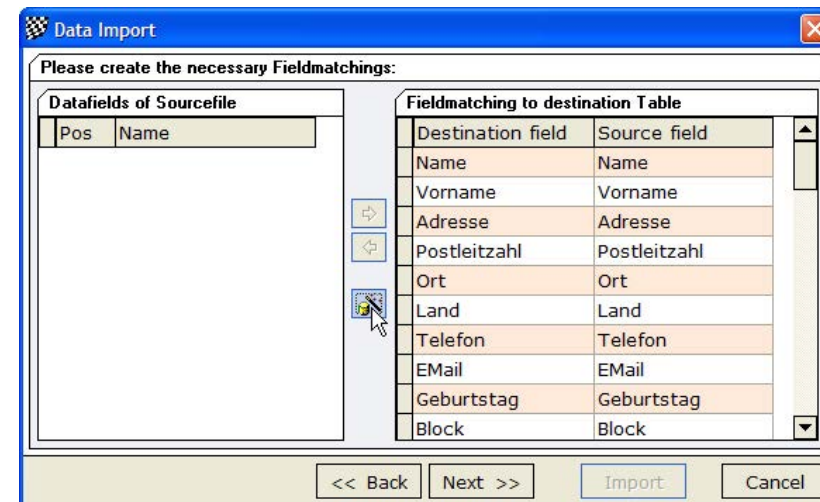 Data Import
Please create the necessary Fieldmatchings:
Datafields of Sourcefile
Pos Name
Fieldmatching to destination Table
Destination field Source field
Name Name
Vorname Vorname
Adresse Adresse
Postleitzahl Postleitzahl
Ort Ort
Land Land
Telefon Telefon
EMail EMail
Geburtstag Geburtstag
Block Block
<< Back Next >> Import Cancel